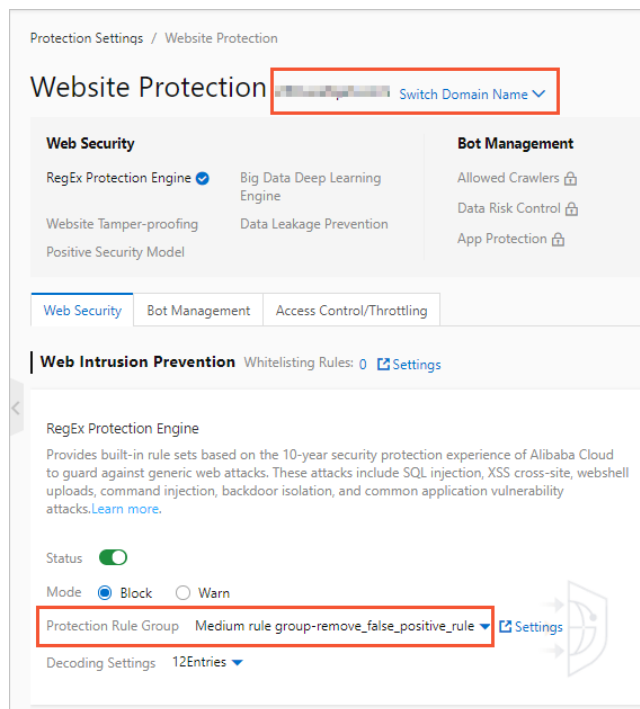 Protection Settings / Website Protection
Website Protection Switch Domain Name
Web Security
Bot Management
RegEx Protection Engine
Big Data Deep Learning
Engine
Allowed Crawlers
Data Risk Control
Website Tamper-proofing
Data Leakage Prevention
App Protection
Positive Security Model
Web Security
Bot Management
Access Control/Throttling
Web Intrusion Prevention Whitelisting Rules: 0 Settings
RegEx Protection Engine
Provides built-in rule sets based on the 10-year security protection experience of Alibaba Cloud
to guard against generic web attacks. These attacks include SQL injection, XSS cross-site, webshell
uploads, command injection, backdoor isolation, and common application vulnerability
attacks.Learn more.
Status
Mode Block Warn
Protection Rule Group Medium rule group-remove_false_positive_rule Settings
Decoding Settings 12Entries